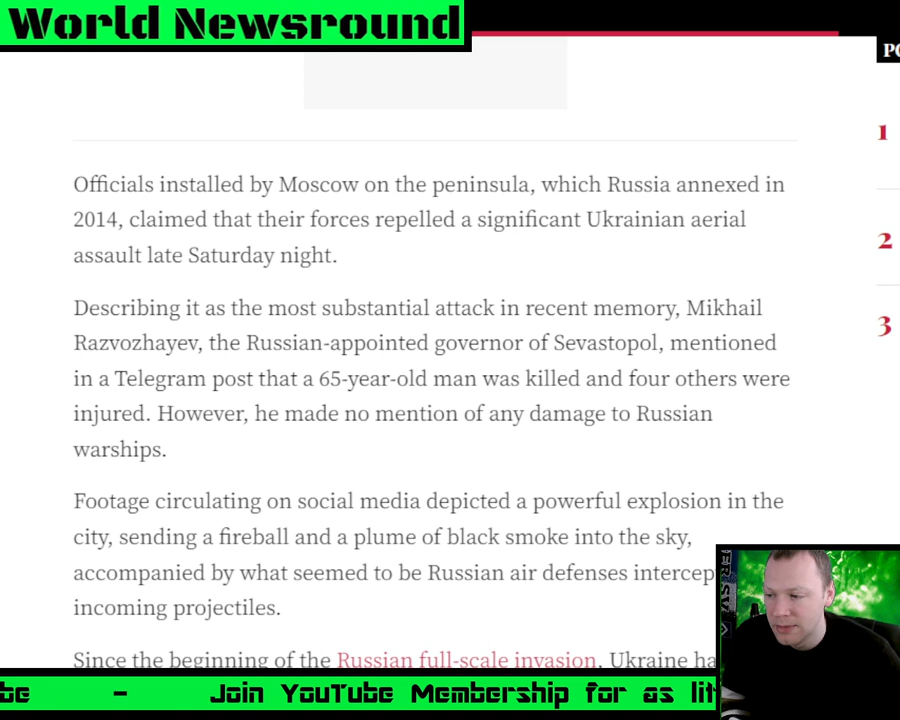 World Newsround
PO
1
Officials installed by Moscow on the peninsula, which Russia annexed in
2014, claimed that their forces repelled a significant Ukrainian aerial
assault late Saturday night.
2
Describing it as the most substantial attack in recent memory, Mikhail
3
Razvozhayev, the Russian-appointed governor of Sevastopol, mentioned
in a Telegram post that a 65-year-old man was killed and four others were
injured. However, he made no mention of any damage to Russian
warships.
Footage circulating on social media depicted a powerful explosion in the
city, sending a fireball and a plume of black smoke into the sky,
accompanied by what seemed to be Russian air defenses intercep
incoming projectiles.
Since the beginning of the Russian full-scale invasion, Ukraine ha
be - Join YouTube Membership for as lit